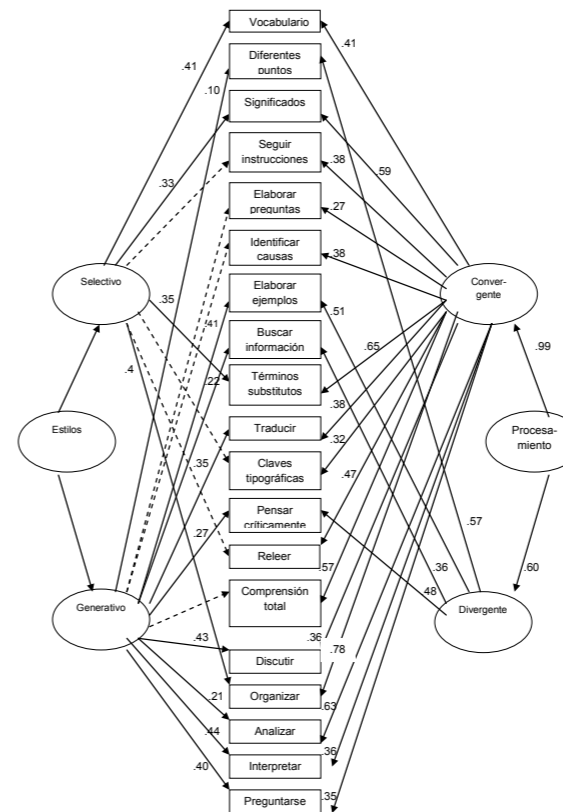 Vocabulario
.41
.41
Diferentes
puntos
.10
Significados
Seguir
instrucciones
.38
.59
.33
Elaborar
preguntas
.27
Identificar
causas
.38
Selectivo
Conver-
gente
Elaborar
ejemplos
.51
.35
.41
Buscar
información
.65
.99
.4
.22
Términos
substitutos
.38
Estilos
Traducir
.32
Procesa-
miento
.35
Claves
tipográficas
.47
.27
Pensar
críticamente
.57
Releer
.57
.36
.60
Comprensión
total
.48
Generativo
Divergente
.43
.36
.78
Discutir
.21
Organizar
.63
.44
Analizar
.40
Interpretar
.36
Preguntarse
.35